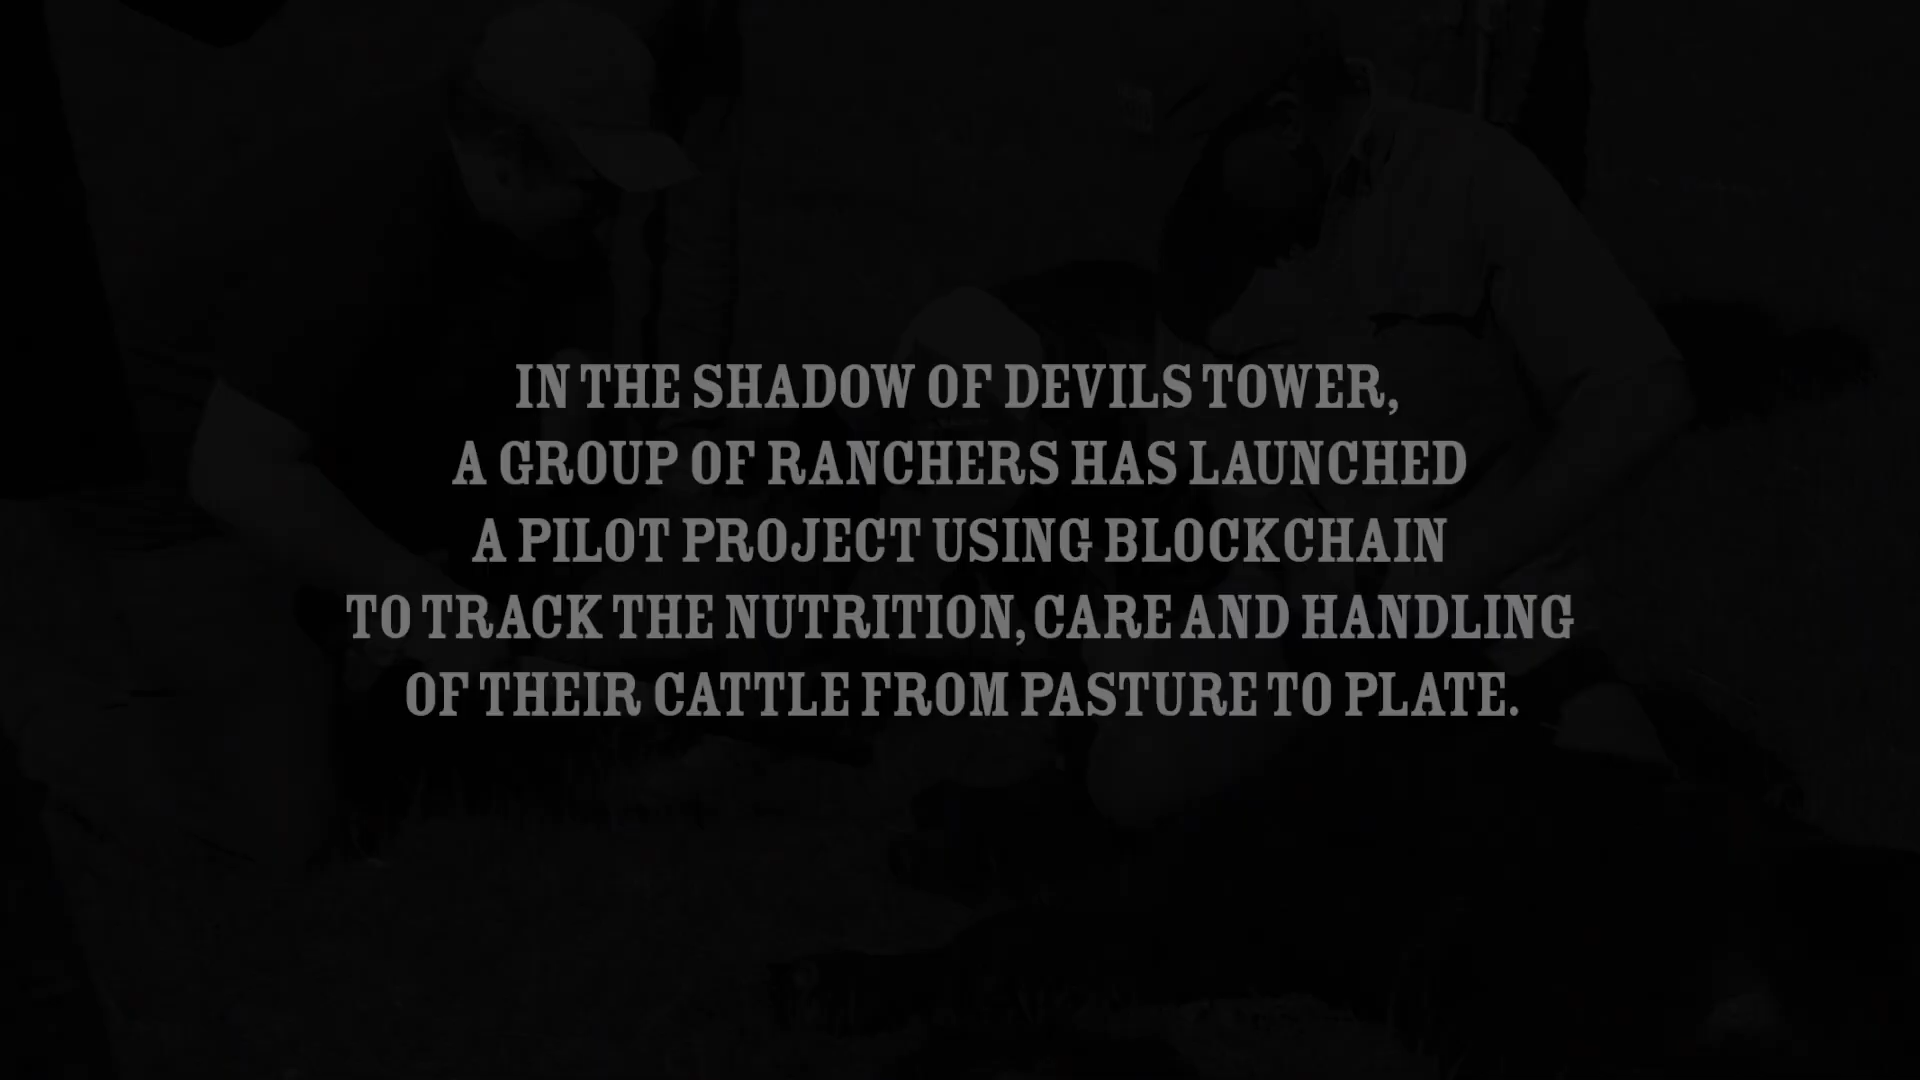 IN THE SHADOW OF DEVILS TOWER,
A GROUP OF RANCHERS HAS LAUNCHED
A PILOT PROJECT USING BLOCKCHAIN
TO TRACK THE NUTRITION, CARE AND HANDLING
OF THEIR CATTLE FROM PASTURE TO PLATE.